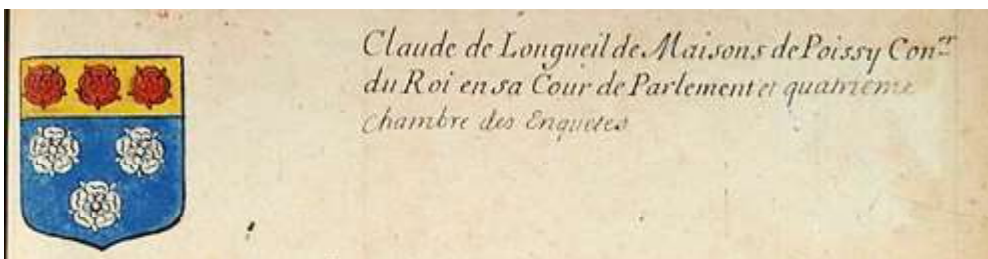 Claude de Longueil de Maisons de Poissy Con.er
du Roi en sa Cour de Parlement et quatrieme
chambre des Enquetes